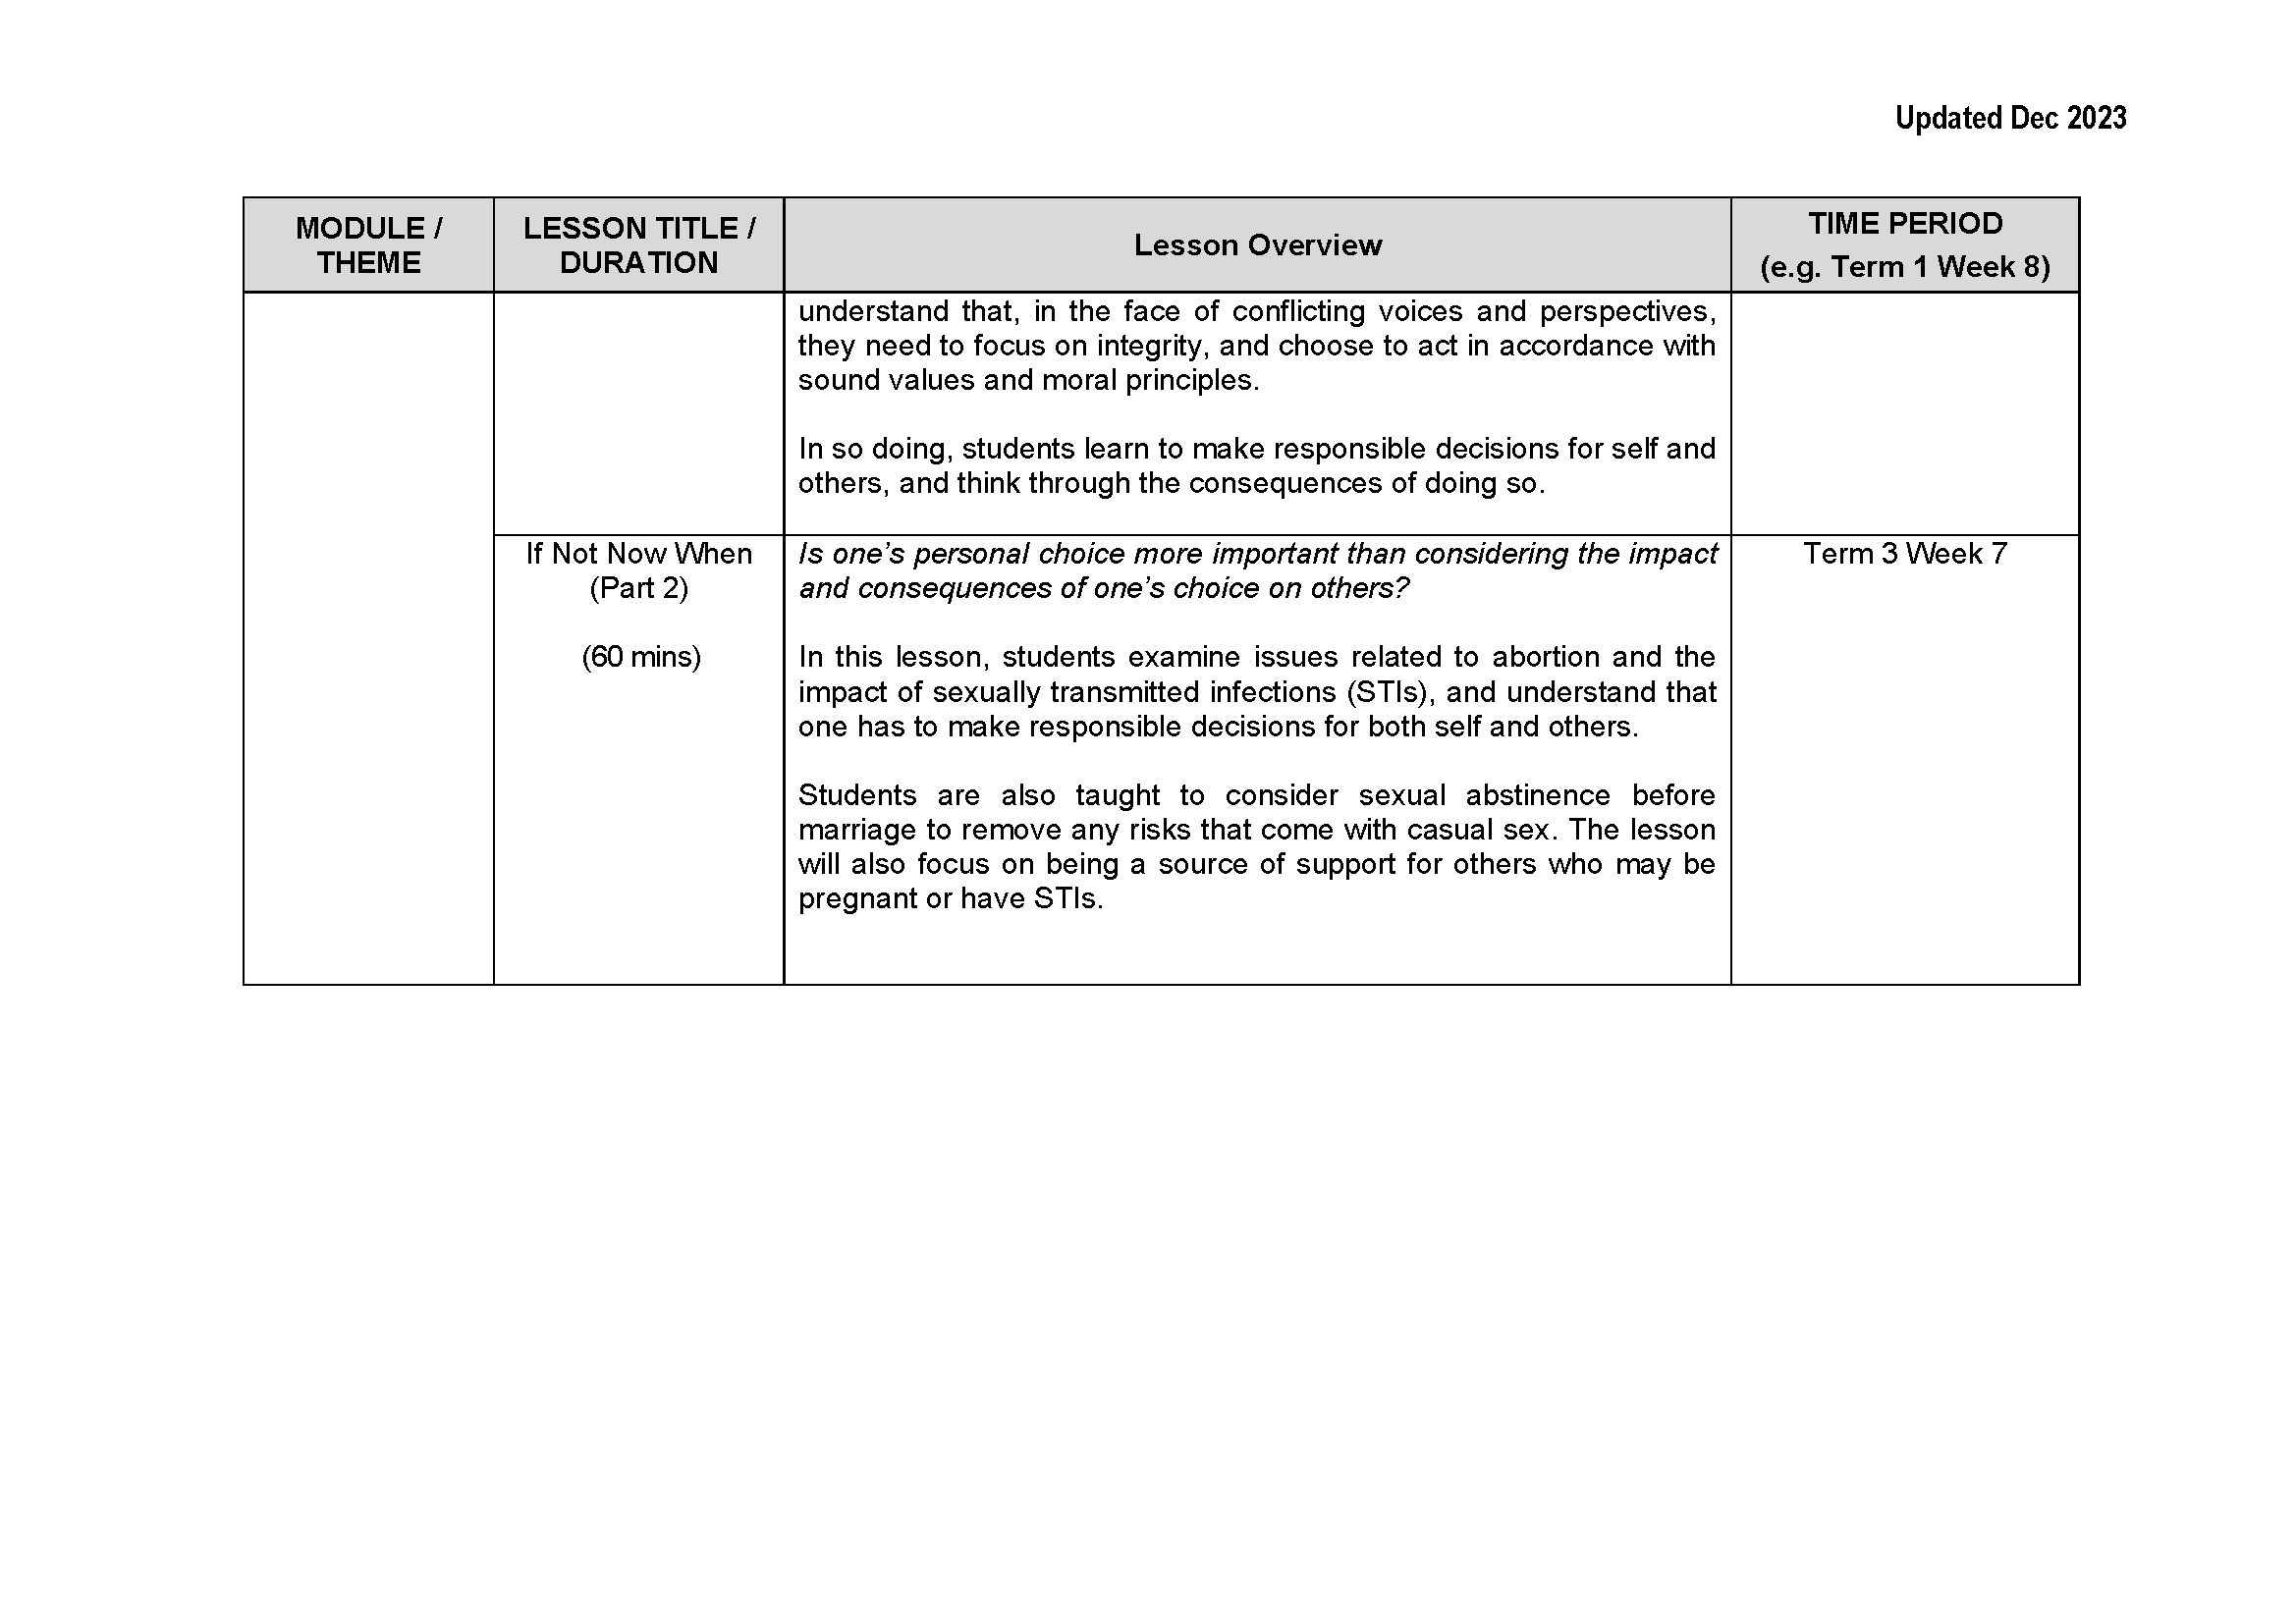 Updated Dec 2023
MODULE /
THEME
LESSON TITLE /
DURATION
Lesson Overview
TIME PERIOD
(e.g. Term 1 Week 8)
understand that, in the face of conflicting voices and perspectives,
they need to focus on integrity, and choose to act in accordance with
sound values and moral principles.
In so doing, students learn to make responsible decisions for self and
others, and think through the consequences of doing so.
If Not Now When
(Part 2)
(60 mins)
Is one’s personal choice more important than considering the impact
and consequences of one’s choice on others?
In this lesson, students examine issues related to abortion and the
impact of sexually transmitted infections (STIs), and understand that
one has to make responsible decisions for both self and others.
Students are also taught to consider sexual abstinence before
marriage to remove any risks that come with casual sex. The lesson
will also focus on being a source of support for others who may be
pregnant or have STIs.
Term 3 Week 7